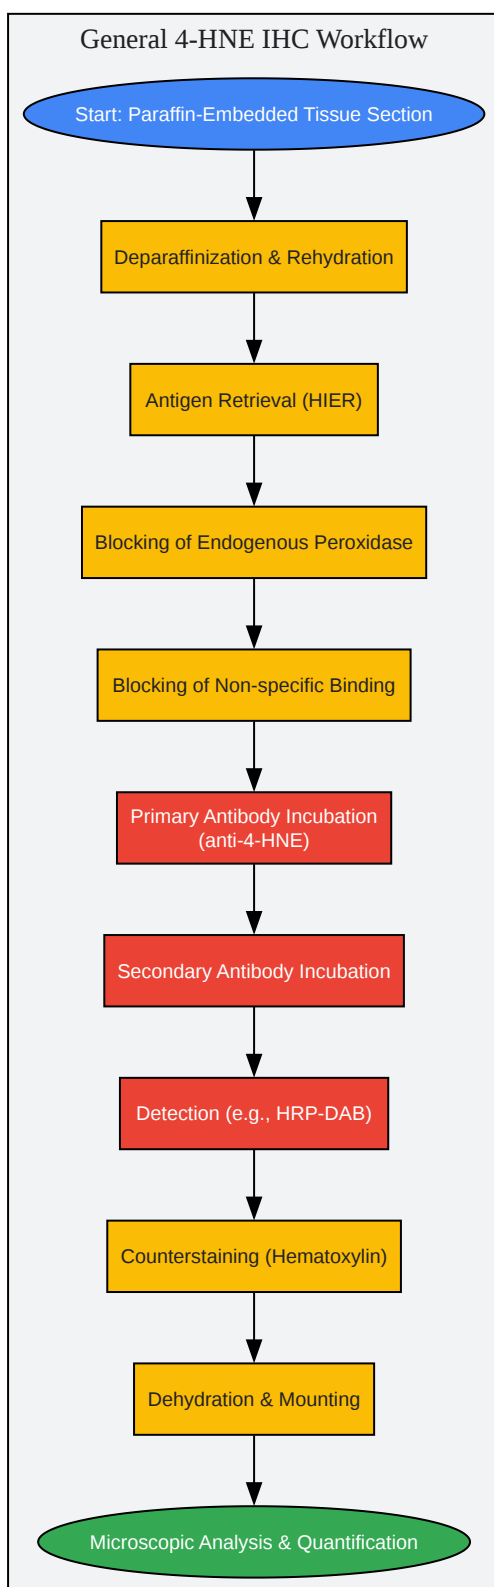 General 4-HNE IHC Workflow
Start: Paraffin-Embedded Tissue Section
Deparaffinization & Rehydration
Antigen Retrieval (HIER)
Blocking of Endogenous Peroxidase
Blocking of Non-specific Binding
Primary Antibody Incubation
(anti-4-HNE)
Secondary Antibody Incubation
Detection (e.g., HRP-DAB)
Counterstaining (Hematoxylin)
Dehydration & Mounting
Microscopic Analysis & Quantification